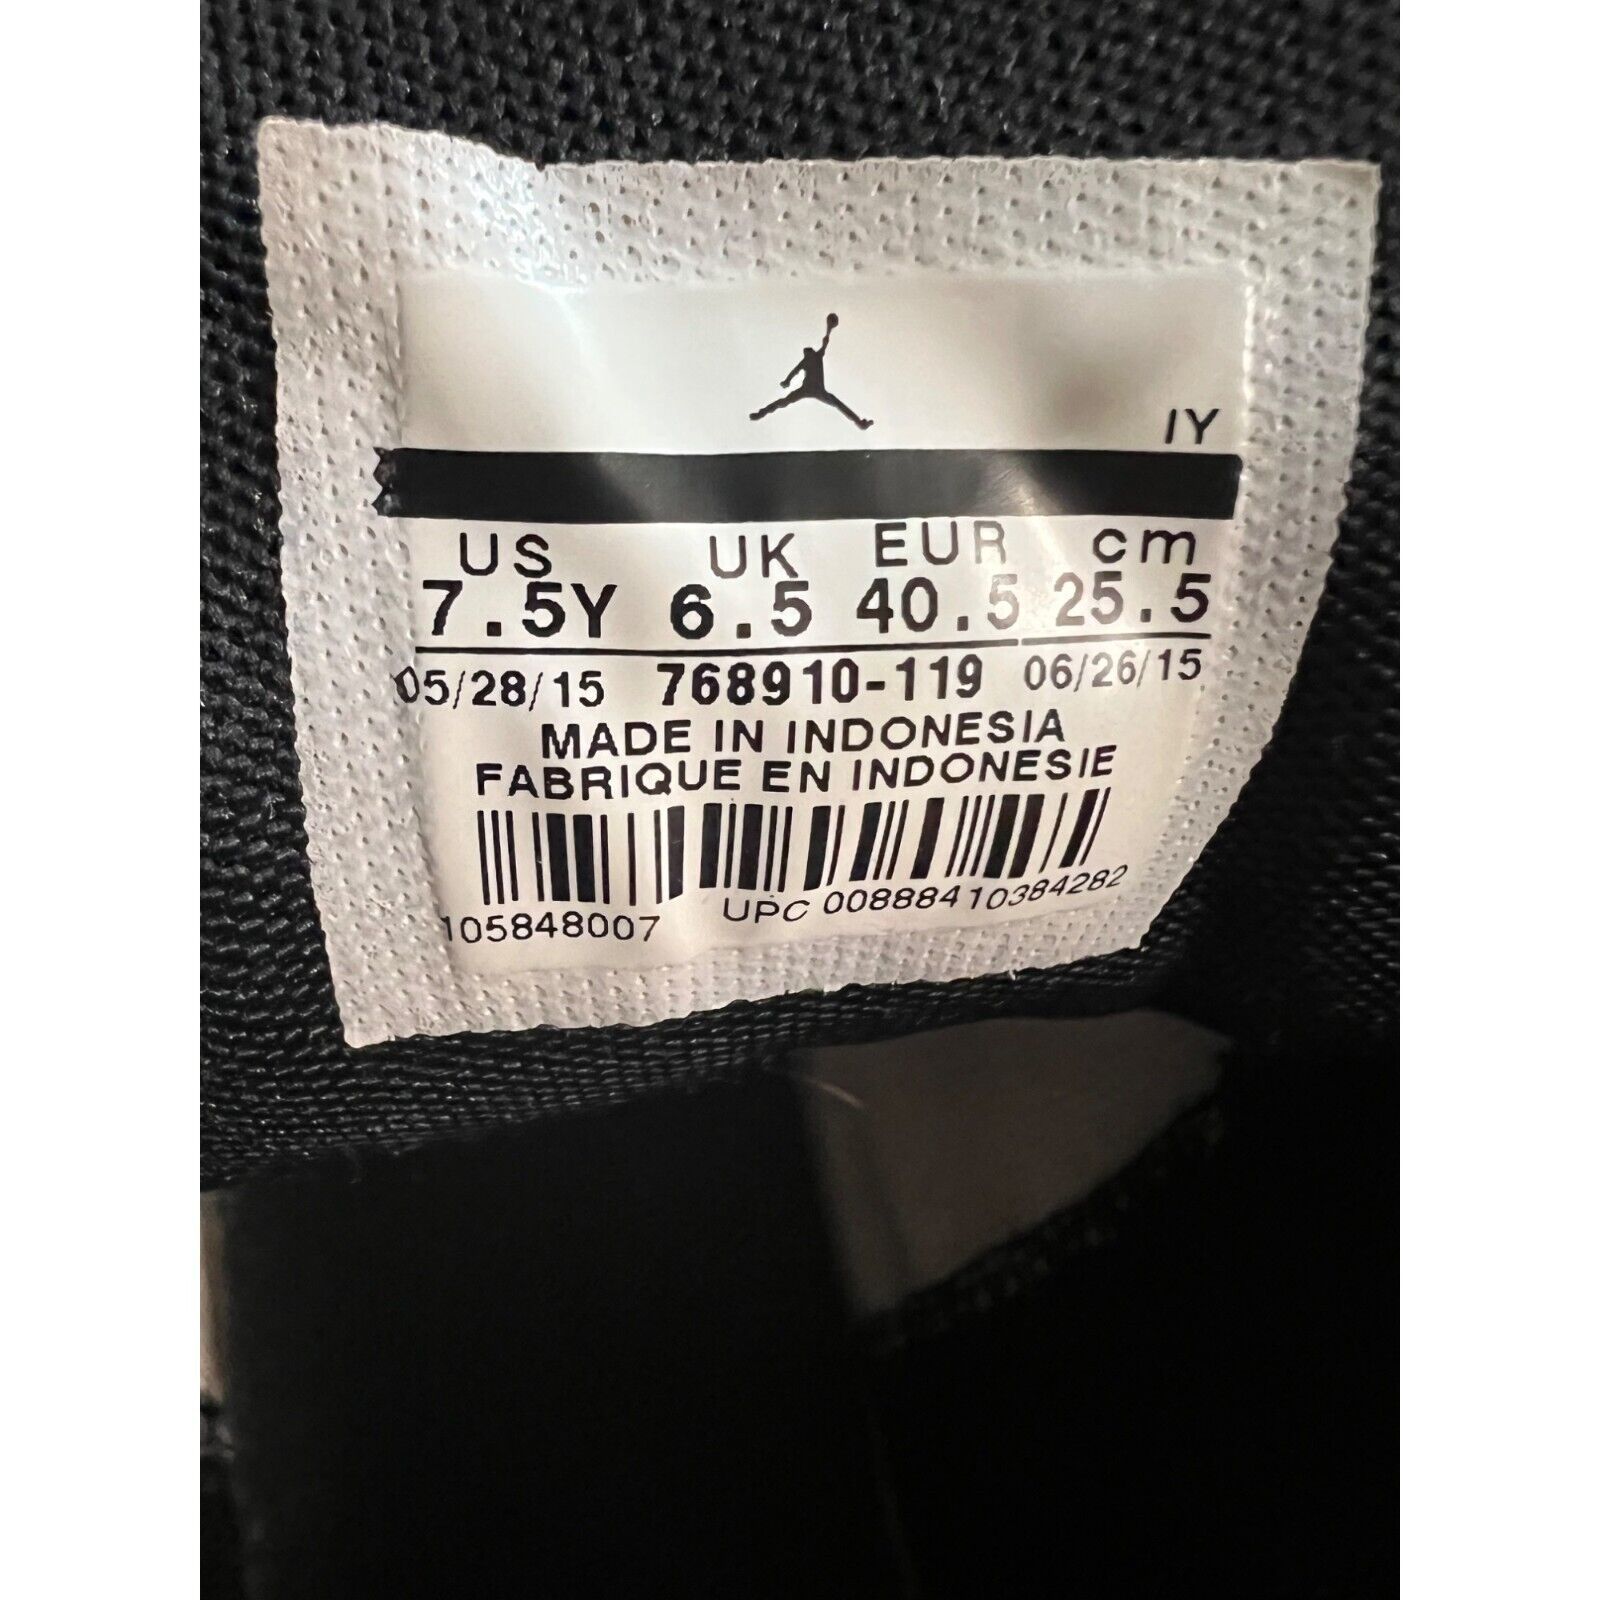 IY
US UK EUR cm
7.5Y 6.5 40.5 25.5
05/28/15 768910-119 06/26/15
MADE IN INDONESIA
FABRIQUE EN INDONESIE
105848007 UPC 00888410384282